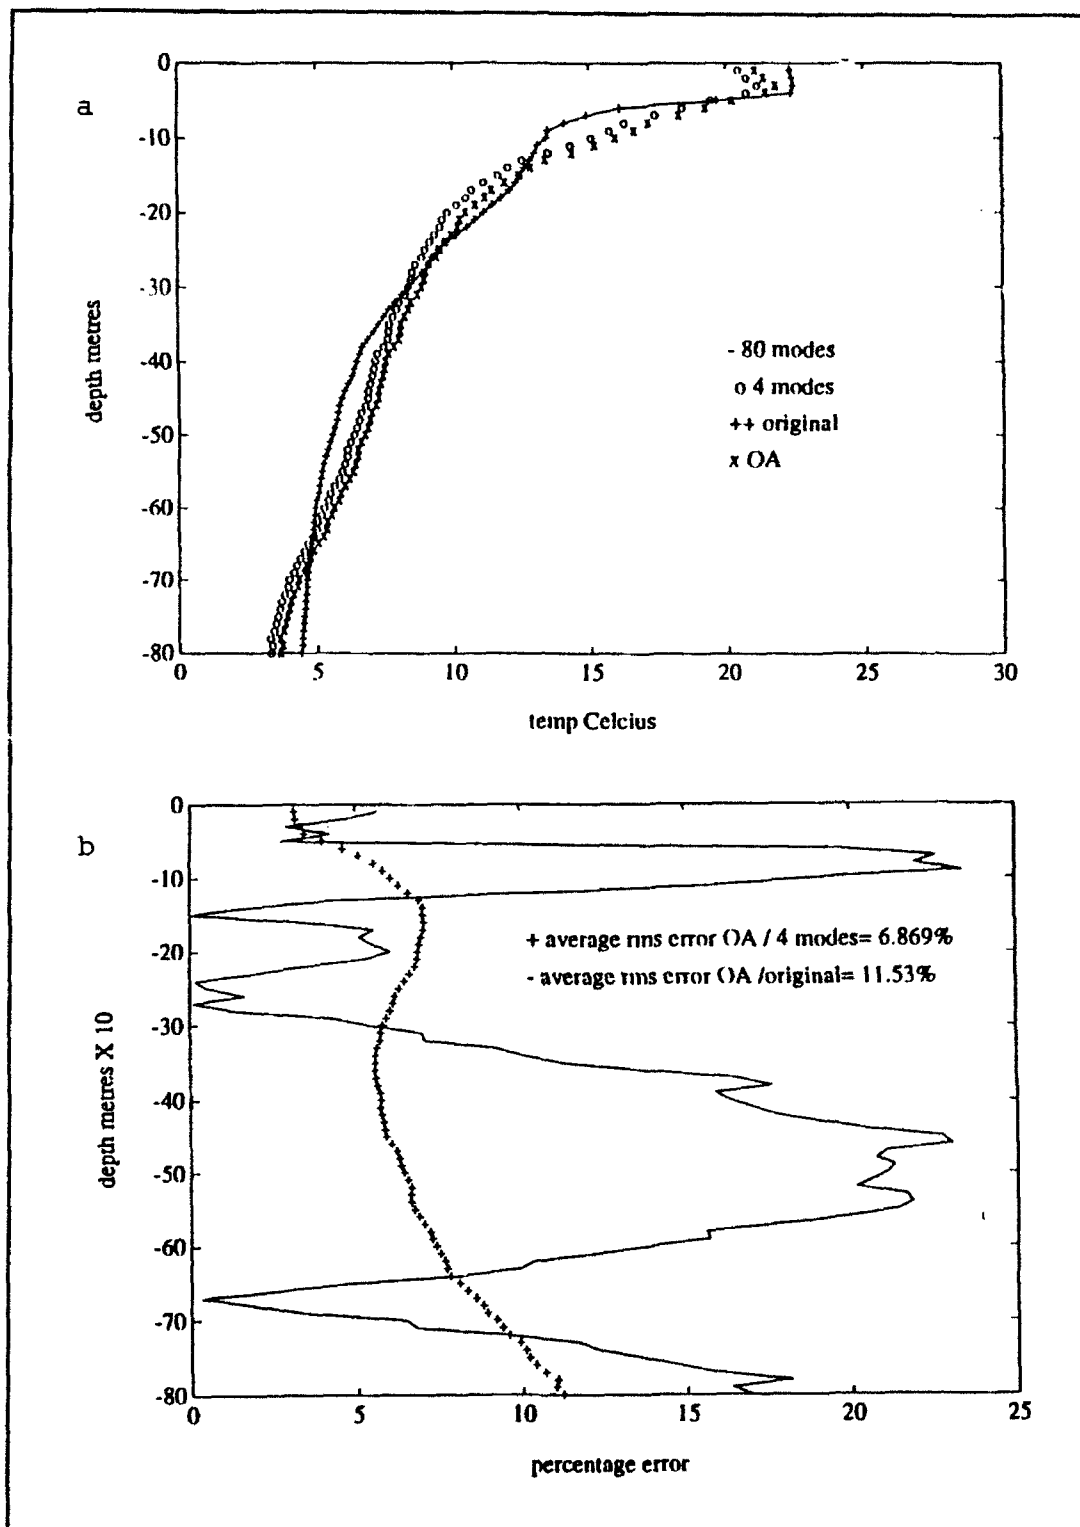 a
0
-10
-20
-30
-40
-50
-60
-70
-80
depth metres
- 80 modes
o 4 modes
++ original
x OA
0 5 10 15 20 25 30
temp Celcius
b
0
-10
-20
-30
-40
-50
-60
-70
-80
depth metres X 10
+ average rms error OA / 4 modes= 6.869%
- average rms error OA /original= 11.53%
0 5 10 15 20 25
percentage error